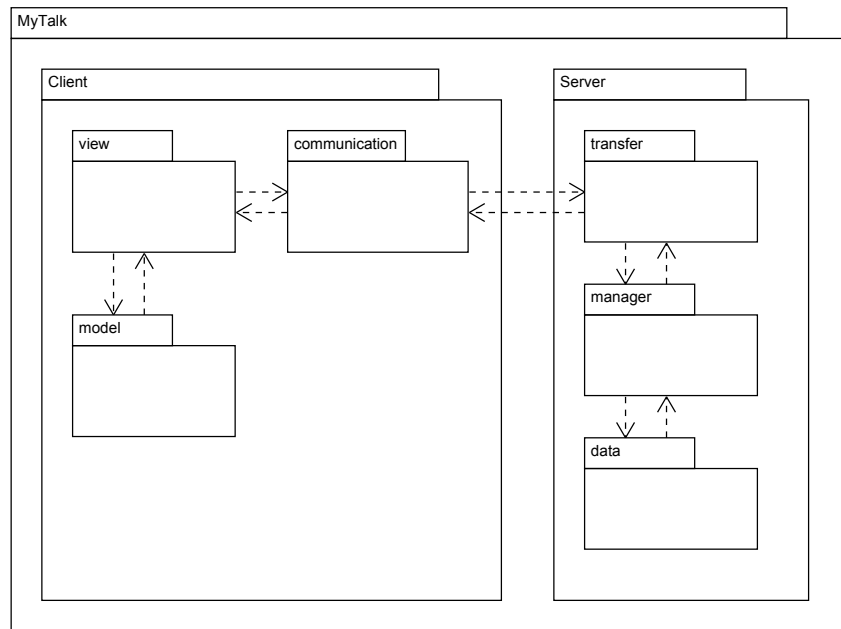 MyTalk
Client
Server
view
communication
transfer
model
manager
data